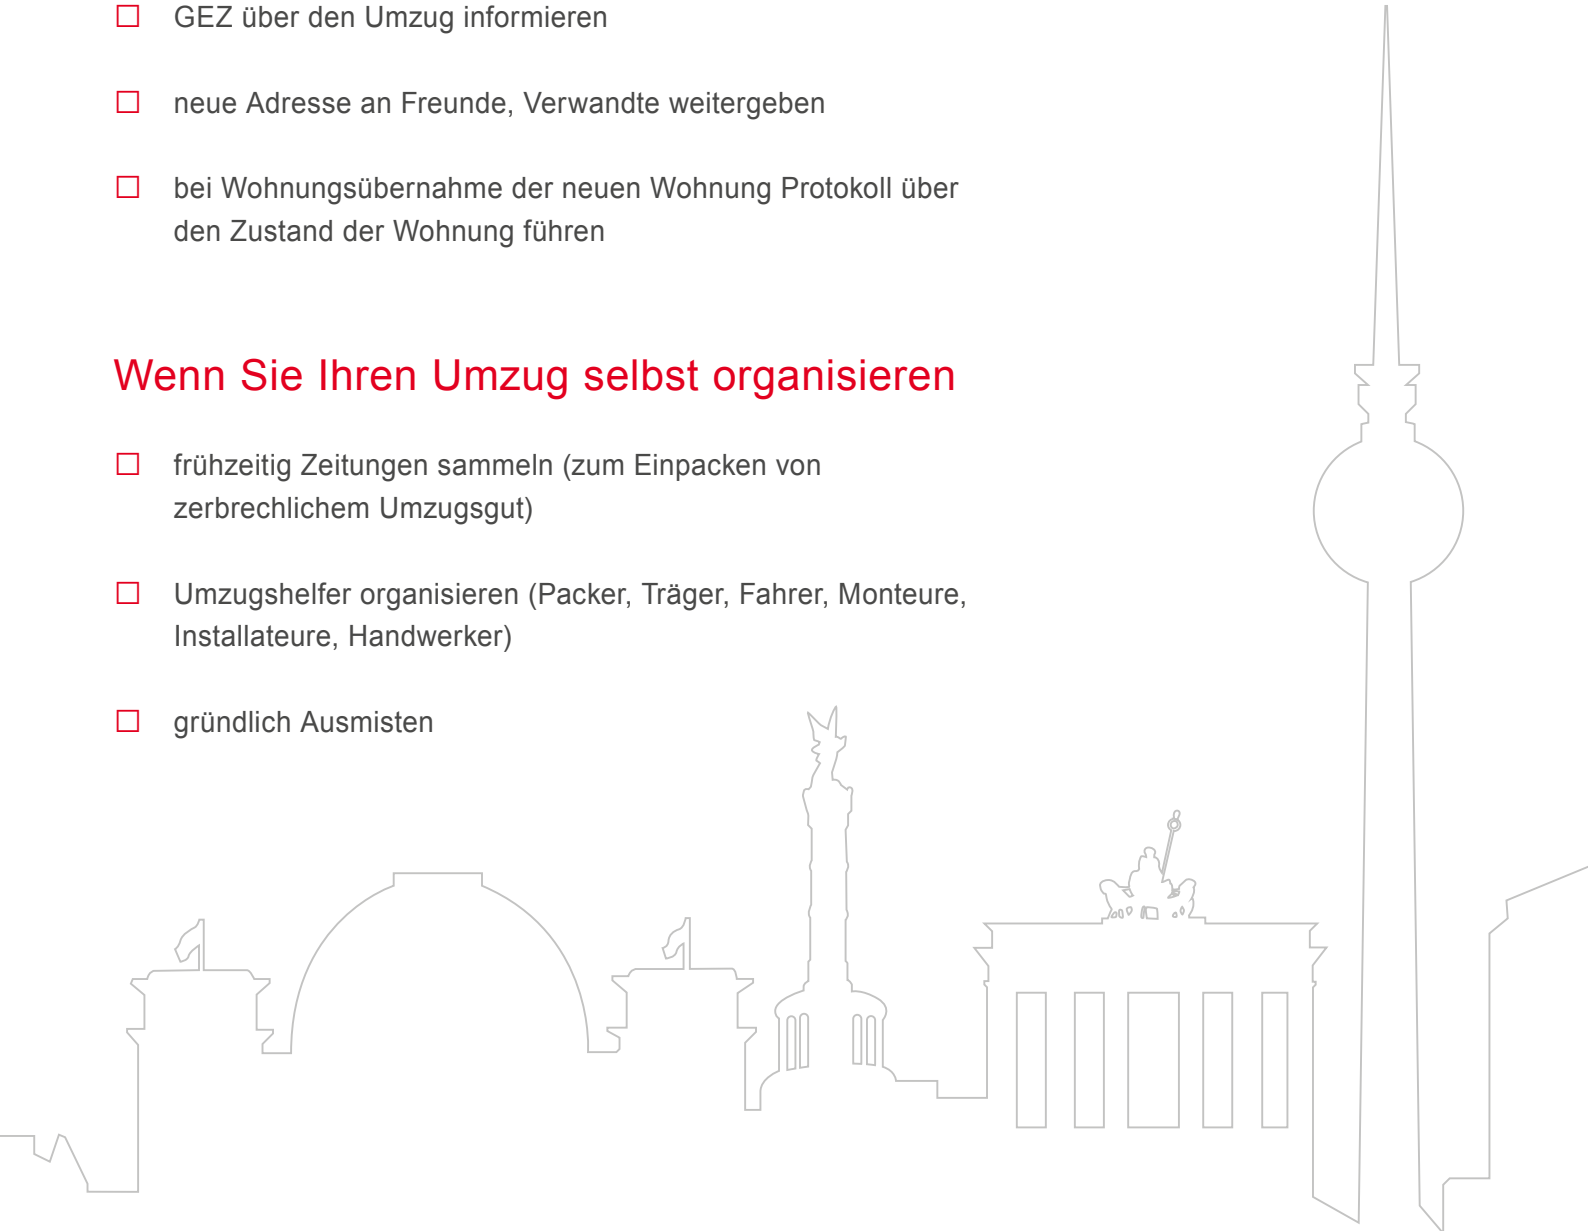 GEZ über den Umzug informieren
neue Adresse an Freunde, Verwandte weitergeben
bei Wohnungsübernahme der neuen Wohnung Protokoll über
den Zustand der Wohnung führen
Wenn Sie Ihren Umzug selbst organisieren
frühzeitig Zeitungen sammeln (zum Einpacken von
zerbrechlichem Umzugsgut)
Umzugshelfer organisieren (Packer, Träger, Fahrer, Monteure,
Installateure, Handwerker)
gründlich Ausmisten